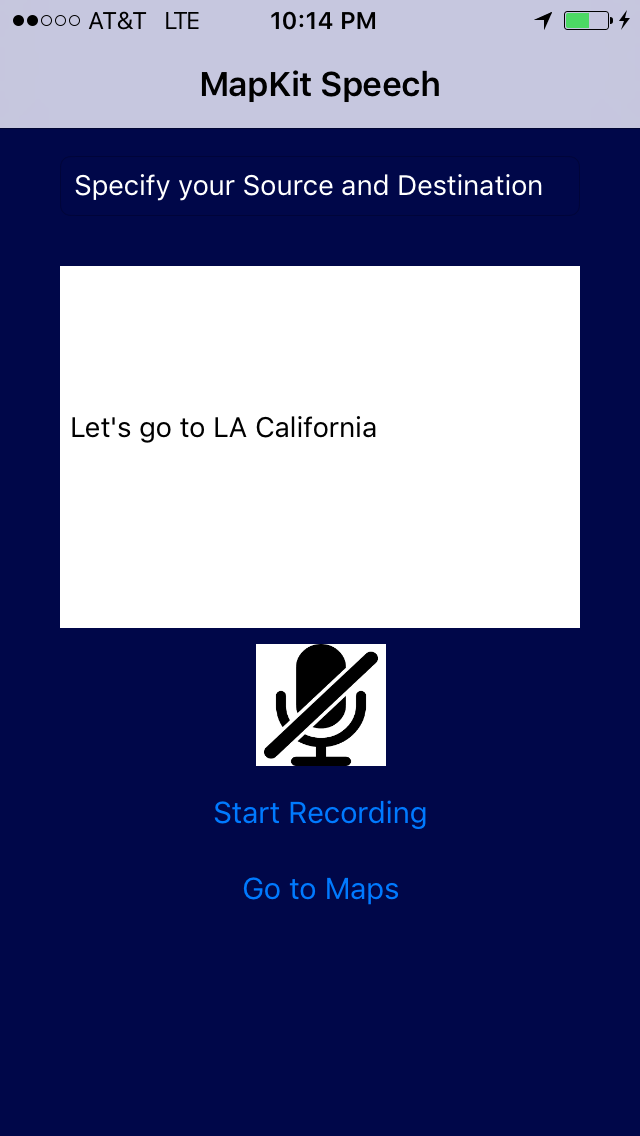 AT&T LTE 10:14 PM
MapKit Speech
Specify your Source and Destination
Let's go to LA California
Start Recording
Go to Maps